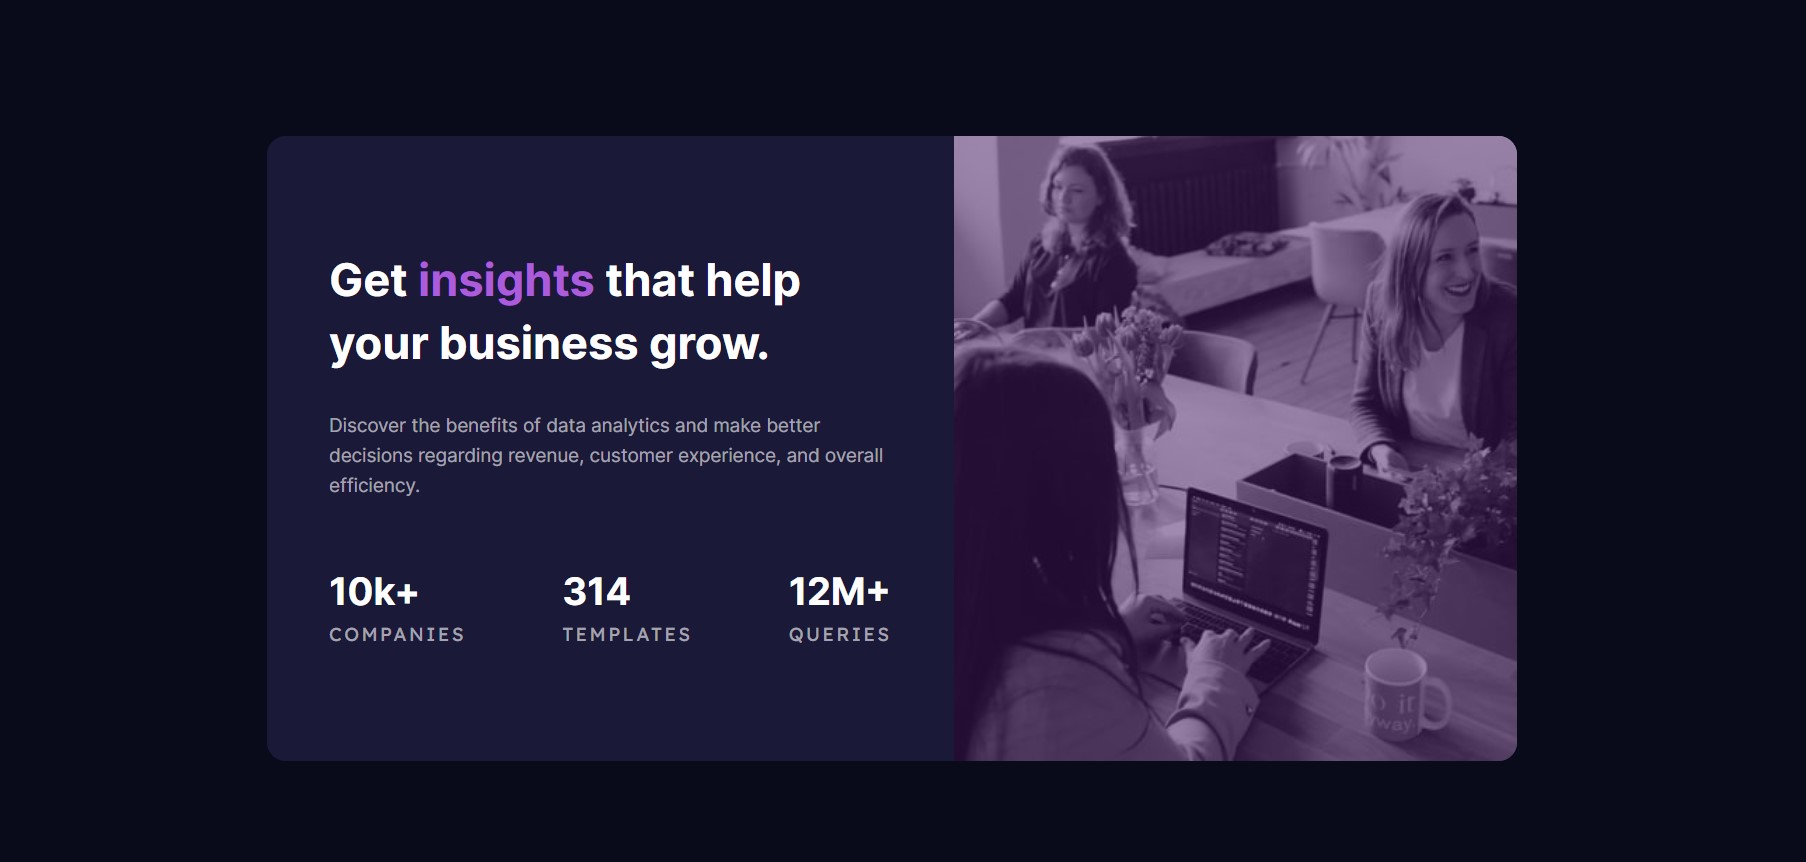 Get insights that help
your business grow.
Discover the benefits of data analytics and make better
decisions regarding revenue, customer experience, and overall
efficiency.
10k+ 314 12M+
COMPANIES TEMPLATES QUERIES